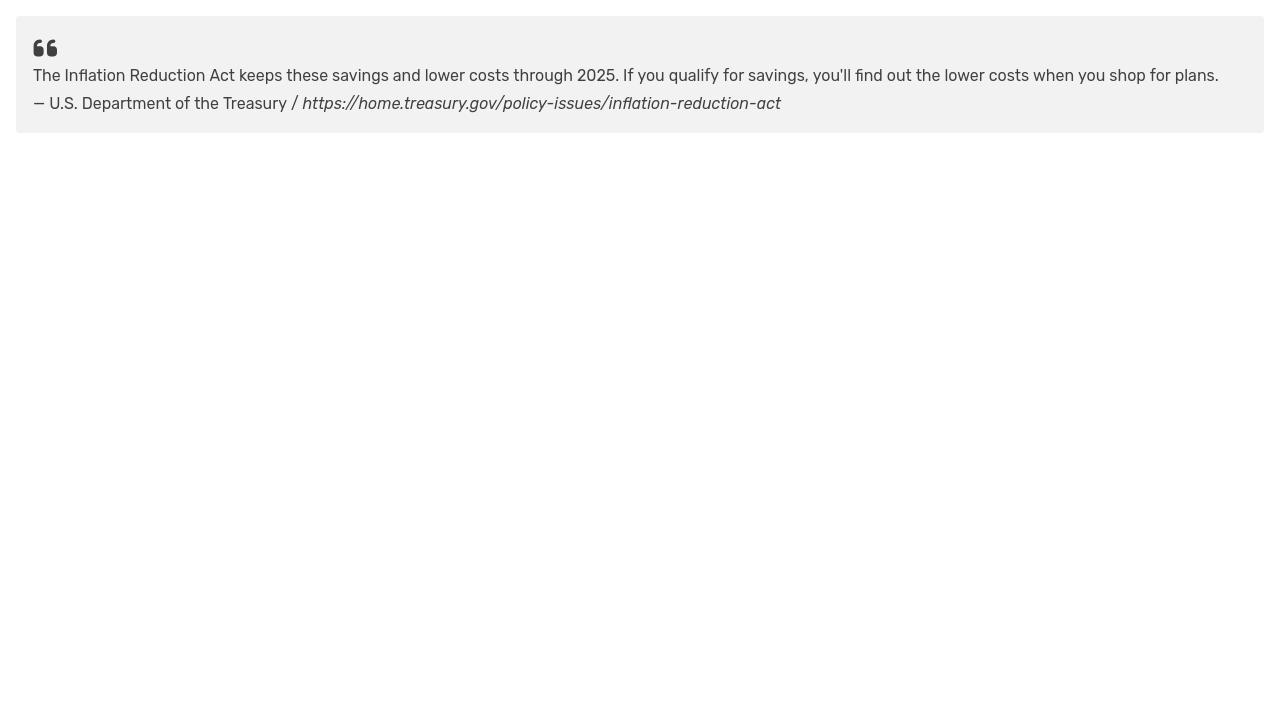 The Inflation Reduction Act keeps these savings and lower costs through 2025. If you qualify for savings, you'll find out the lower costs when you shop for plans.
— U.S. Department of the Treasury / https://home.treasury.gov/policy-issues/inflation-reduction-act